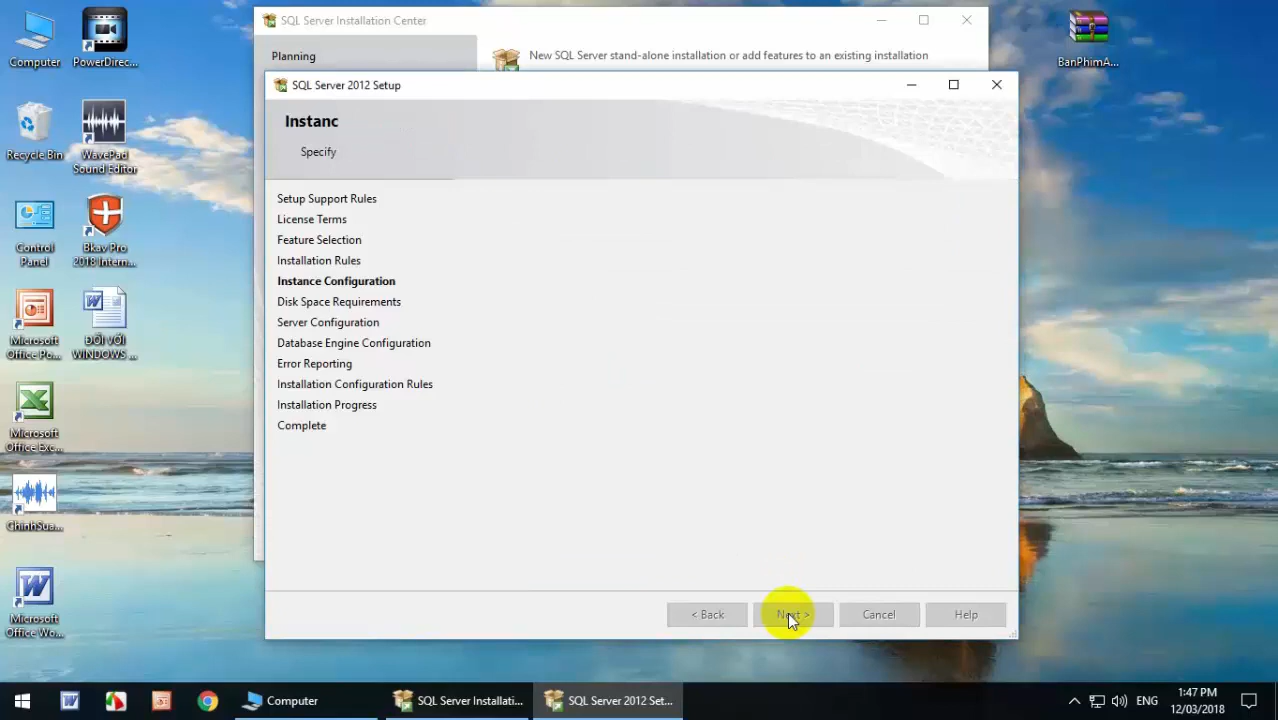 SQL Server Installation Center
Planning
New SQL Server stand-alone installation or add features to an existing installation
SQL Server 2012 Setup
Instanc
Specify
Setup Support Rules
License Terms
Feature Selection
Installation Rules
Instance Configuration
Disk Space Requirements
Server Configuration
Database Engine Configuration
Error Reporting
Installation Configuration Rules
Installation Progress
Complete
< Back
Next >
Cancel
Help
Computer
PowerDirec...
Recycle Bin
WavePad
Sound Editor
Control
Panel
Bkav Pro
2018 Intern...
Microsoft
Office Po...
ĐỐI VỚI
WINDOWS ...
Microsoft
Office Exc...
ChinhSua...
Microsoft
Office Wo...
BanPhimA...
Computer
SQL Server Installati...
SQL Server 2012 Set...
ENG
1:47 PM
12/03/2018